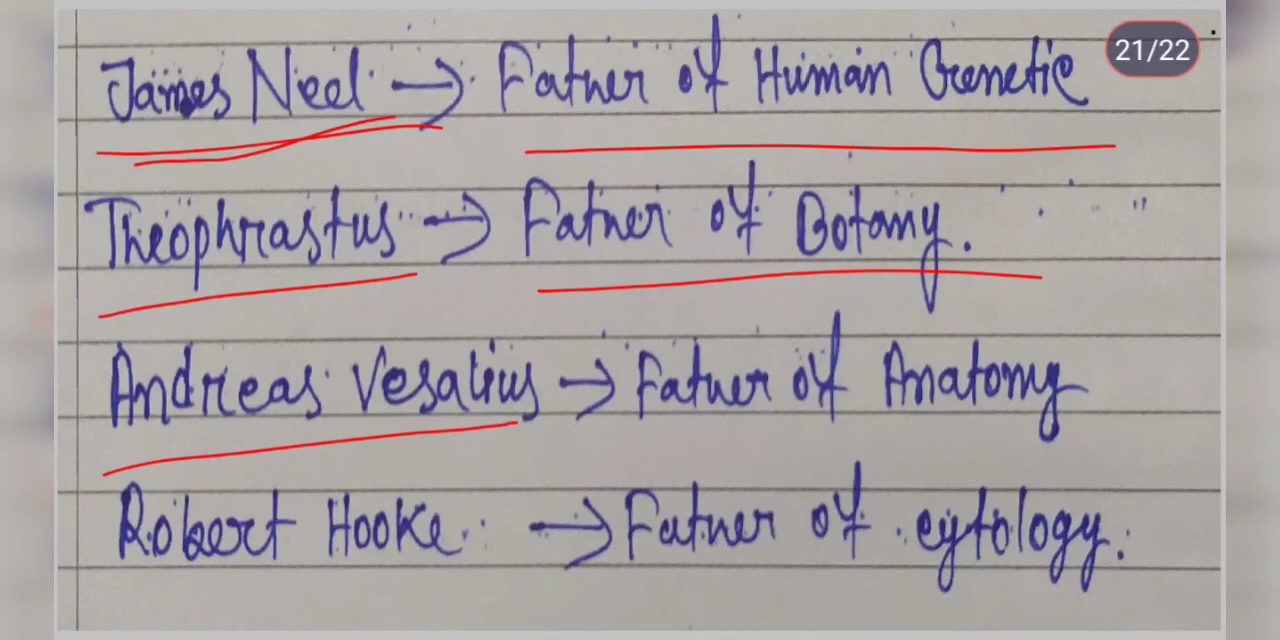 21/22
James Neel → Father of Human Genetic
Theophrastus → Father of Botany.
Andreas Vesalius → Father of Anatomy
Robert Hooke → Father of cytology.